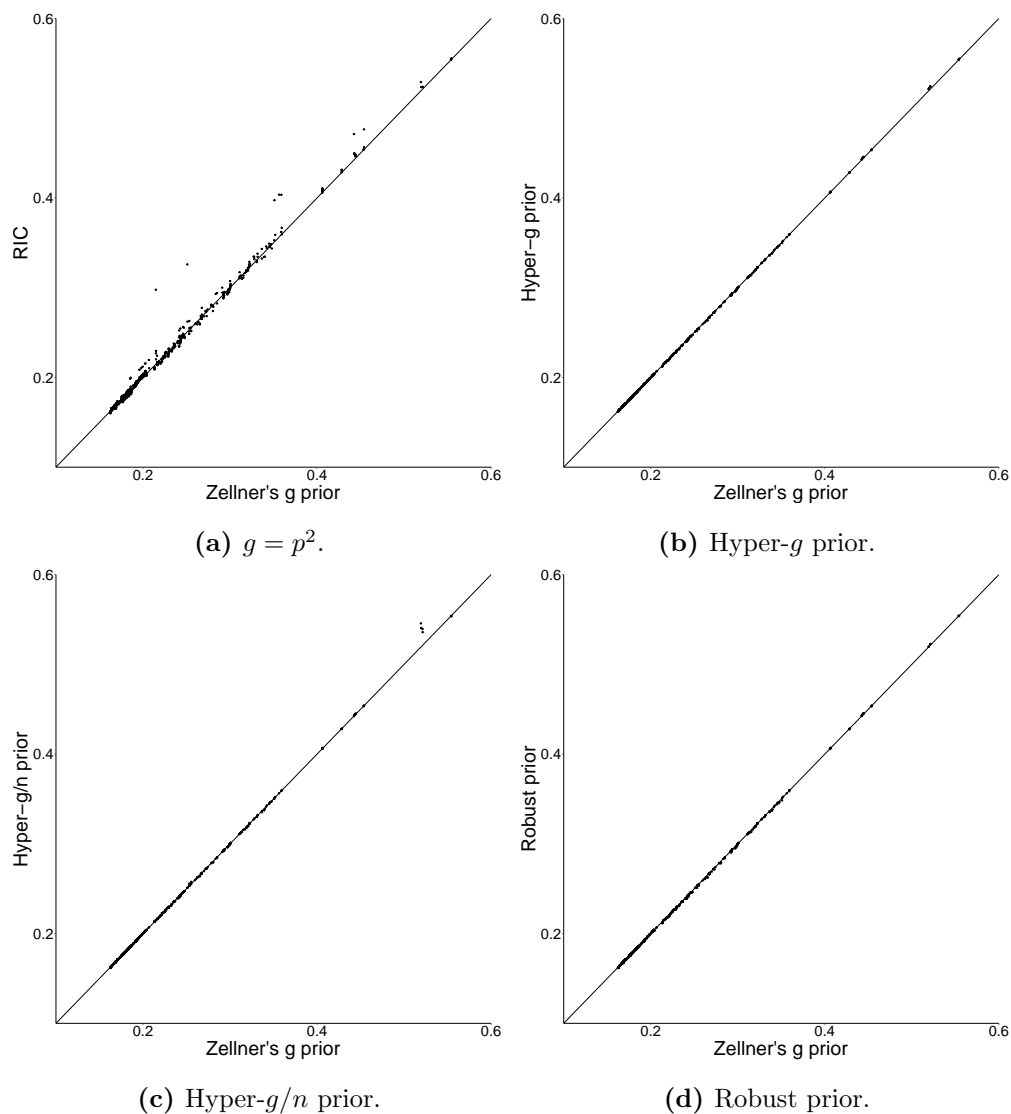 0.6
RIC
0.4
0.2
0.2 0.4 0.6
Zellner's g prior
(a) g = p².
0.6
Hyper−g prior
0.4
0.2
0.2 0.4 0.6
Zellner's g prior
(b) Hyper-g prior.
0.6
Hyper−g/n prior
0.4
0.2
0.2 0.4 0.6
Zellner's g prior
(c) Hyper-g/n prior.
0.6
Robust prior
0.4
0.2
0.2 0.4 0.6
Zellner's g prior
(d) Robust prior.